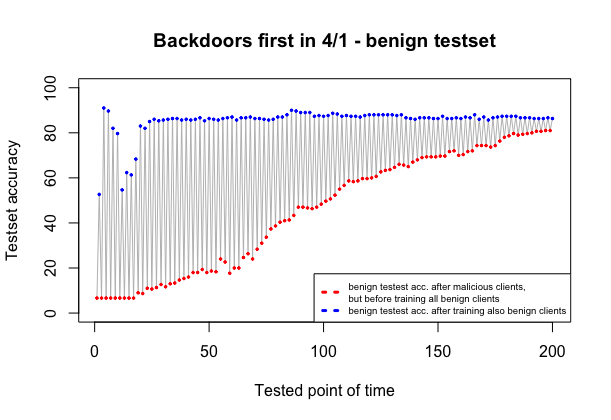 Backdoors first in 4/1 - benign testset
Testset accuracy
100
80
60
40
20
0
benign testest acc. after malicious clients,
but before training all benign clients
benign testest acc. after training also benign clients
0 50 100 150 200
Tested point of time